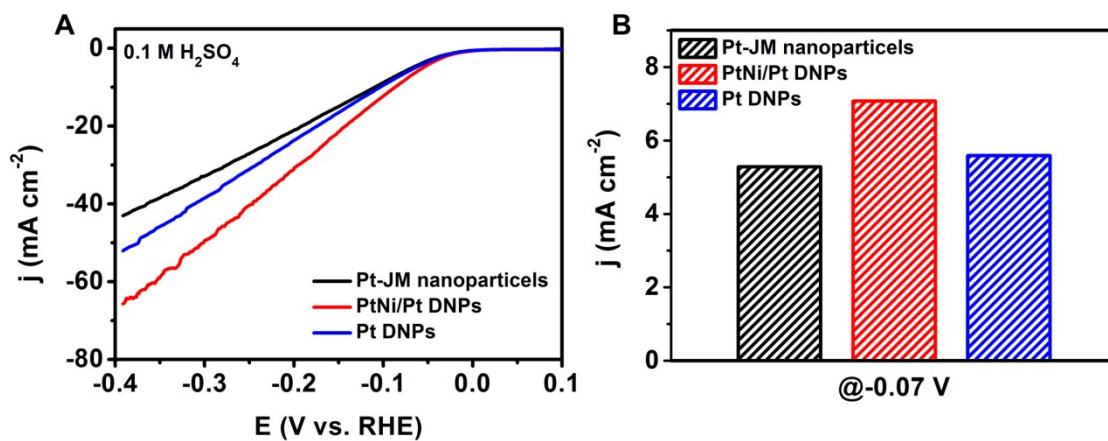 A
0.1 M H₂SO₄
0
-20
-40
-60
-80
j (mA cm⁻²)
Pt-JM nanoparticels
PtNi/Pt DNPs
Pt DNPs
-0.4 -0.3 -0.2 -0.1 0.0 0.1
E (V vs. RHE)
B
Pt-JM nanoparticels
PtNi/Pt DNPs
Pt DNPs
8
6
4
2
0
j (mA cm⁻²)
@-0.07 V